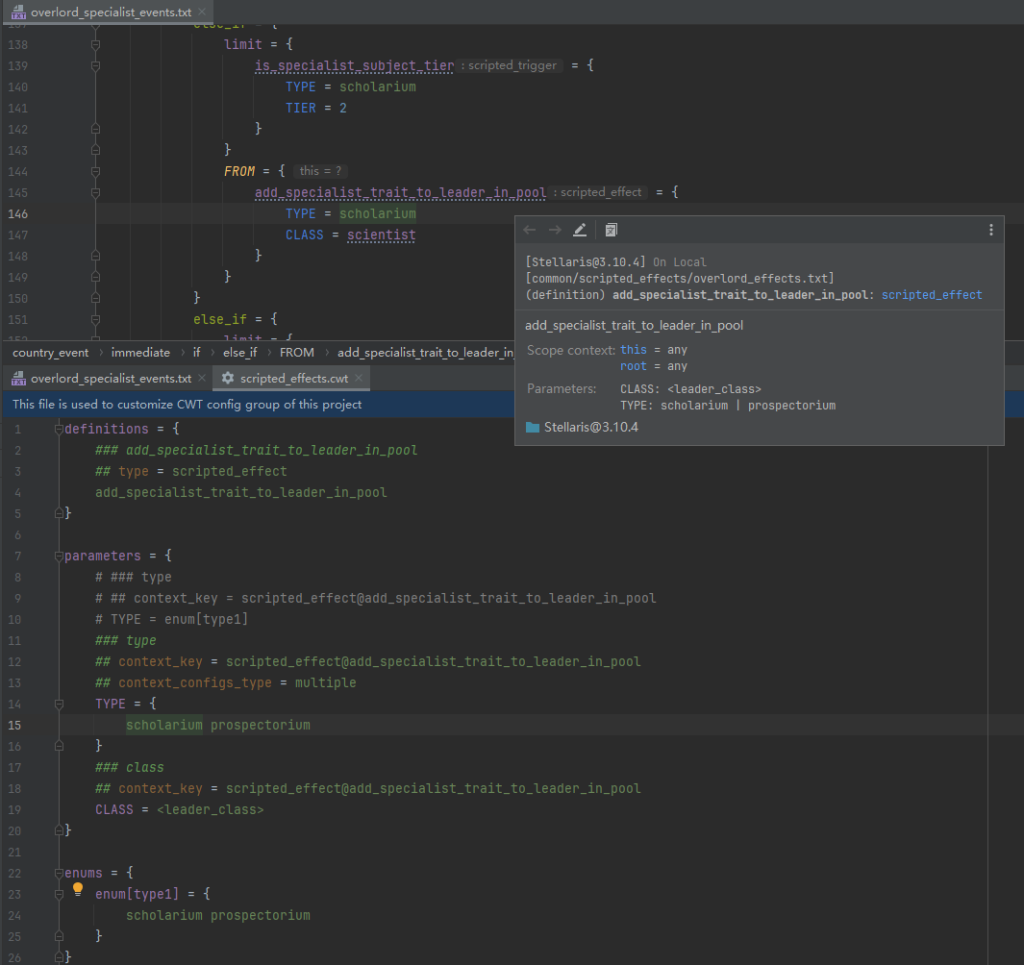 overlord_specialist_events.txt
137 else_if = {
138 limit = {
139 is_specialist_subject_tier : scripted_trigger = {
140 TYPE = scholarium
141 TIER = 2
142 }
143 }
144 FROM = { this = ?
145 add_specialist_trait_to_leader_in_pool : scripted_effect = {
146 TYPE = scholarium
147 CLASS = scientist
148 }
149 }
150 }
151 else_if = {
152 limit = {
[Stellaris@3.10.4] On Local
[common/scripted_effects/overlord_effects.txt]
(definition) add_specialist_trait_to_leader_in_pool: scripted_effect
add_specialist_trait_to_leader_in_pool
Scope context: this = any
root = any
Parameters: CLASS: <leader_class>
TYPE: scholarium | prospectorium
Stellaris@3.10.4
country_event › immediate › if › else_if › FROM › add_specialist_trait_to_leader_in
overlord_specialist_events.txt scripted_effects.cwt
This file is used to customize CWT config group of this project
1 definitions = {
2 ### add_specialist_trait_to_leader_in_pool
3 ## type = scripted_effect
4 add_specialist_trait_to_leader_in_pool
5 }
6
7 parameters = {
8 # ### type
9 # ## context_key = scripted_effect@add_specialist_trait_to_leader_in_pool
10 # TYPE = enum[type1]
11 ### type
12 ## context_key = scripted_effect@add_specialist_trait_to_leader_in_pool
13 ## context_configs_type = multiple
14 TYPE = {
15 scholarium prospectorium
16 }
17 ### class
18 ## context_key = scripted_effect@add_specialist_trait_to_leader_in_pool
19 CLASS = <leader_class>
20 }
21
22 enums = {
23 enum[type1] = {
24 scholarium prospectorium
25 }
26 }